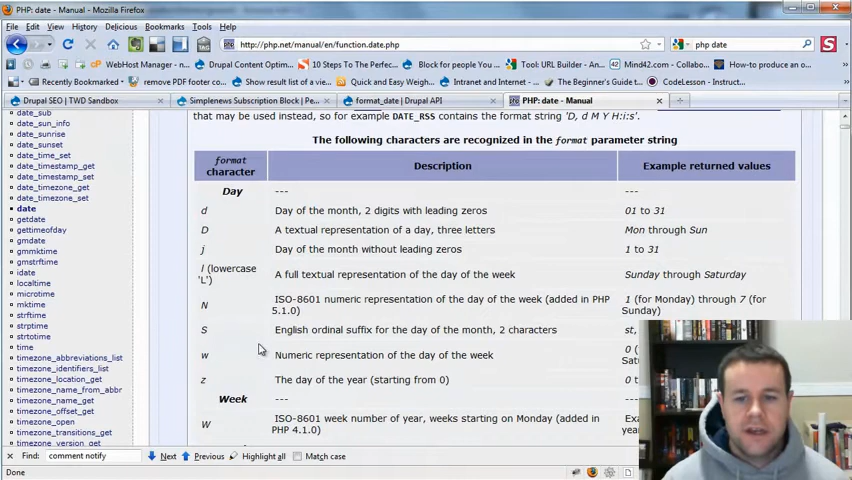 PHP: date - Manual - Mozilla Firefox
File Edit View History Delicious Bookmarks Tools Help
http://php.net/manual/en/function.date.php
php date
WebHost Manager - N... Drupal Content Optim... 10 Steps To The Perfec... Block for people to Dow... Tool: URL Builder - An... Mind42.com - Instruct... How-to produce an o...
Recently Bookmarked remove PDF footer co... Show result list of a view... Quick and Easy View... Intranet and Internet - ... The Beginner's Guide t... CodeLesson - Instruct...
Drupal SEO | TWD Sandbox
Simplenews Subscription Block | Pe...
format_date | Drupal API
PHP: date - Manual
that may be used instead, so for example DATE_RSS contains the format string 'D, d M Y H:i:s'.
The following characters are recognized in the format parameter string
format character Description Example returned values
Day --- ---
d Day of the month, 2 digits with leading zeros 01 to 31
D A textual representation of a day, three letters Mon through Sun
j Day of the month without leading zeros 1 to 31
l (lowercase 'L') A full textual representation of the day of the week Sunday through Saturday
N ISO-8601 numeric representation of the day of the week (added in PHP 5.1.0) 1 (for Monday) through 7 (for Sunday)
S English ordinal suffix for the day of the month, 2 characters st,
w Numeric representation of the day of the week 0
z The day of the year (starting from 0) 0
Week ---
W ISO-8601 week number of year, weeks starting on Monday (added in PHP 4.1.0)
date_sub
date_sun_info
date_sunrise
date_sunset
date_time_set
date_timestamp_get
date_timezone_get
date_timezone_set
date
getdate
gettimeofday
gmdate
gmmktime
gmstrftime
idate
localtime
microtime
mktime
strftime
strptime
strtotime
time
timezone_abbreviations_list
timezone_identifiers_list
timezone_location_get
timezone_name_from_abbr
timezone_name_get
timezone_offset_get
timezone_open
timezone_transitions_get
timezone_version_get
Find: comment notify Next Previous Highlight all Match case
Done